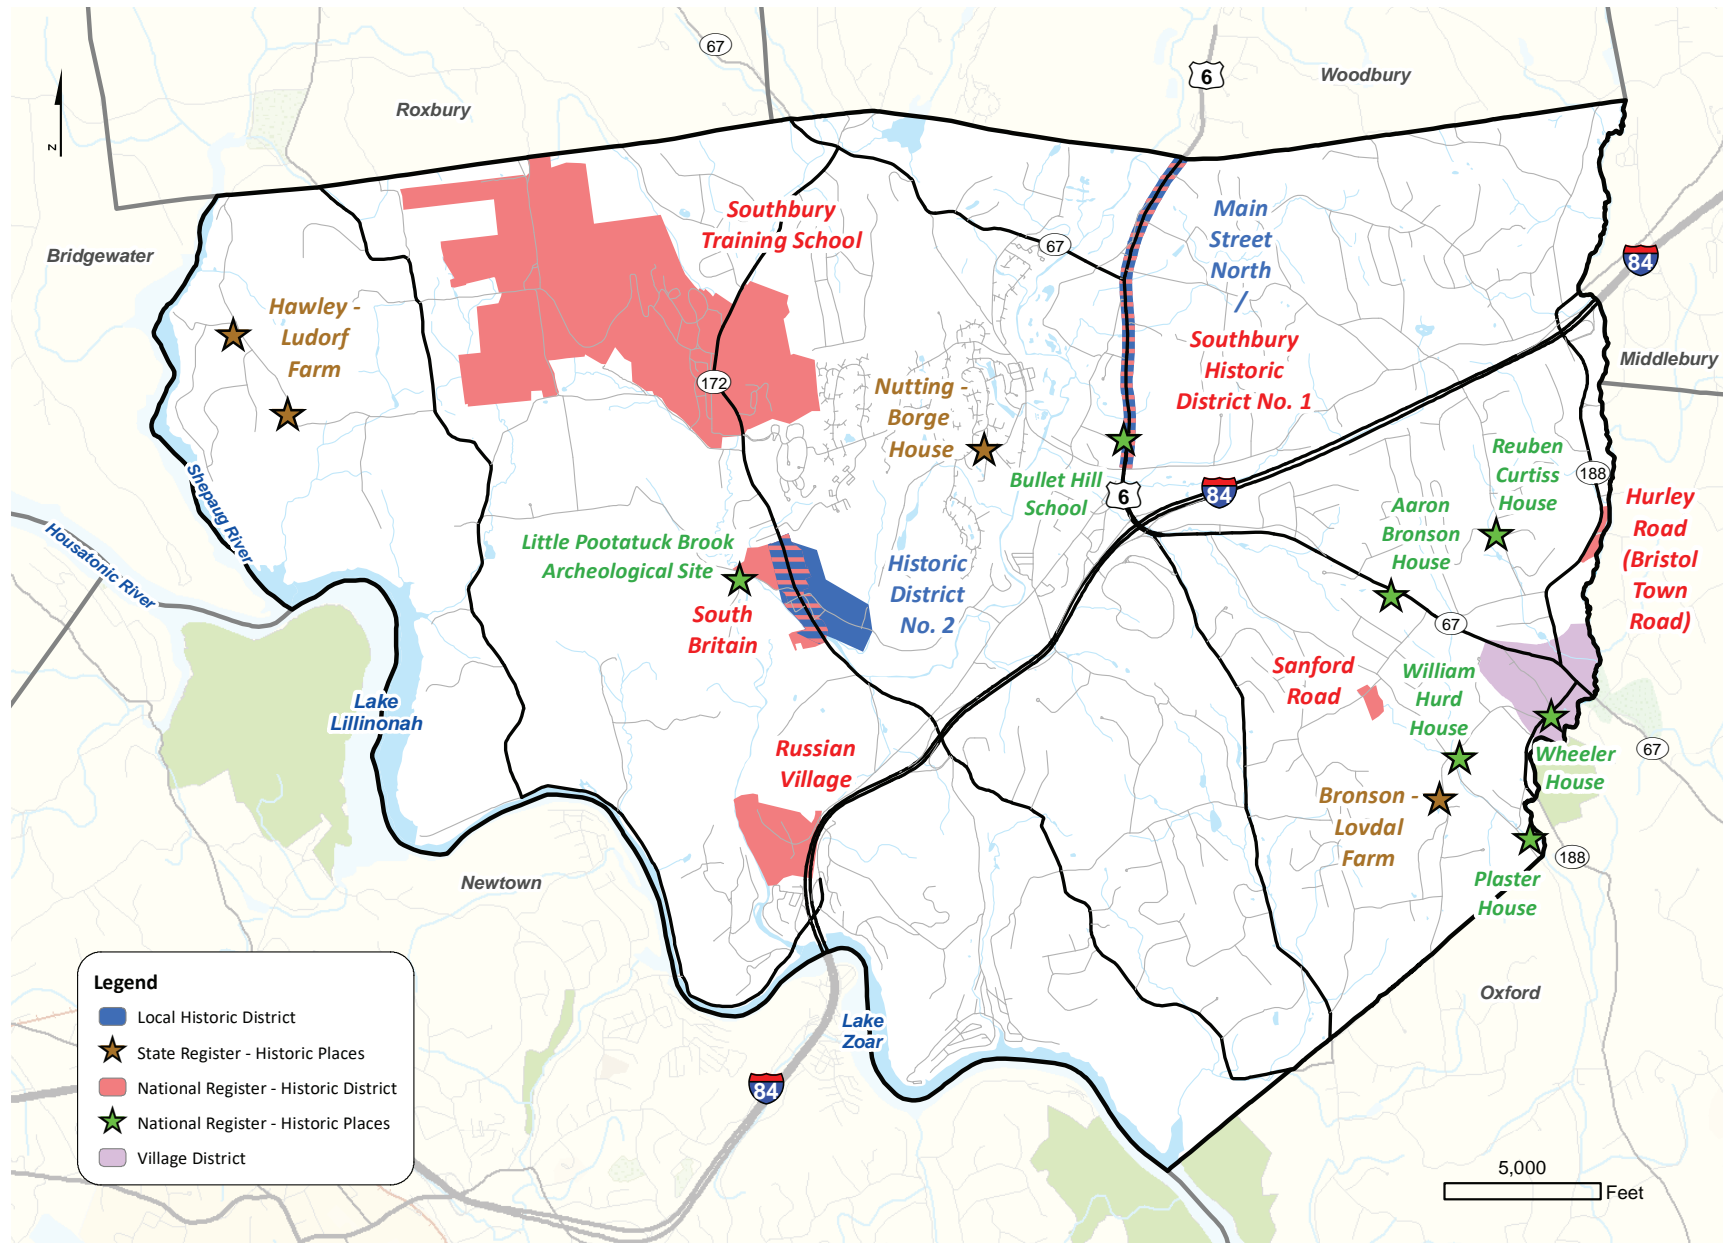 67
6
Woodbury
Roxbury
z
Bridgewater
Southbury
Training School
Main
Street
North
/
67
84
Hawley -
Ludorf
Farm
Southbury
Historic
District No. 1
Middlebury
172
Nutting -
Borge
House
Reuben
Curtiss
House
188
Bullet Hill
School
6
84
Shepaug River
Housatonic River
Aaron
Bronson
House
Hurley
Road
(Bristol
Town
Road)
Little Pootatuck Brook
Archeological Site
Historic
District
No. 2
South
Britain
67
Sanford
Road
William
Hurd
House
Lake
Lillinonah
Russian
Village
Wheeler
House
67
Bronson -
Lovdal
Farm
188
Newtown
Plaster
House
Oxford
Lake
Zoar
84
Legend
Local Historic District
State Register - Historic Places
National Register - Historic District
National Register - Historic Places
Village District
5,000
Feet